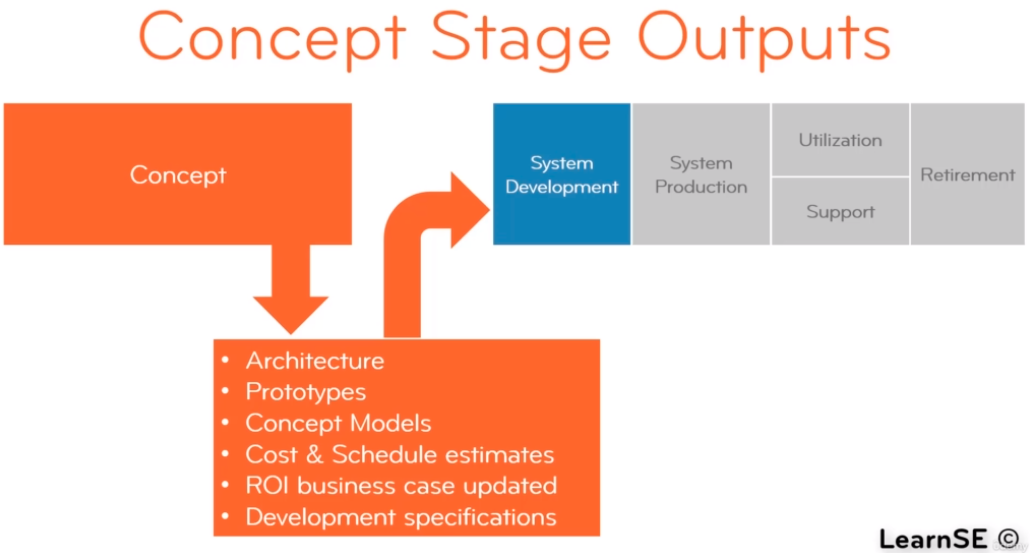 Concept Stage Outputs
Concept
System
Development
System
Production
Utilization
Support
Retirement
• Architecture
• Prototypes
• Concept Models
• Cost & Schedule estimates
• ROI business case updated
• Development specifications
LearnSE ©